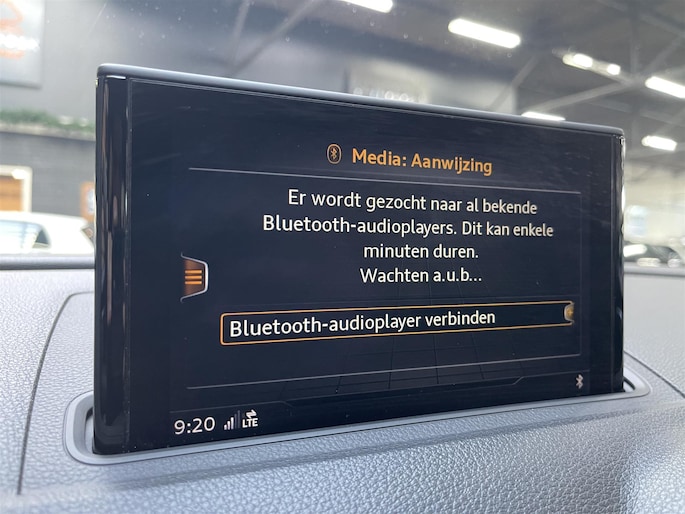 Media: Aanwijzing
Er wordt gezocht naar al bekende
Bluetooth-audioplayers. Dit kan enkele
minuten duren.
Wachten a.u.b...
Bluetooth-audioplayer verbinden
9:20 LTE